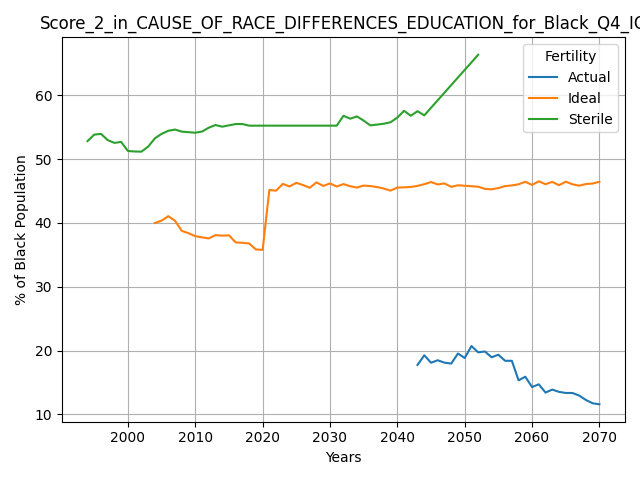 Score_2_in_CAUSE_OF_RACE_DIFFERENCES_EDUCATION_for_Black_Q4_IQ
Fertility
Actual
Ideal
Sterile
% of Black Population
60
50
40
30
20
10
2000 2010 2020 2030 2040 2050 2060 2070
Years